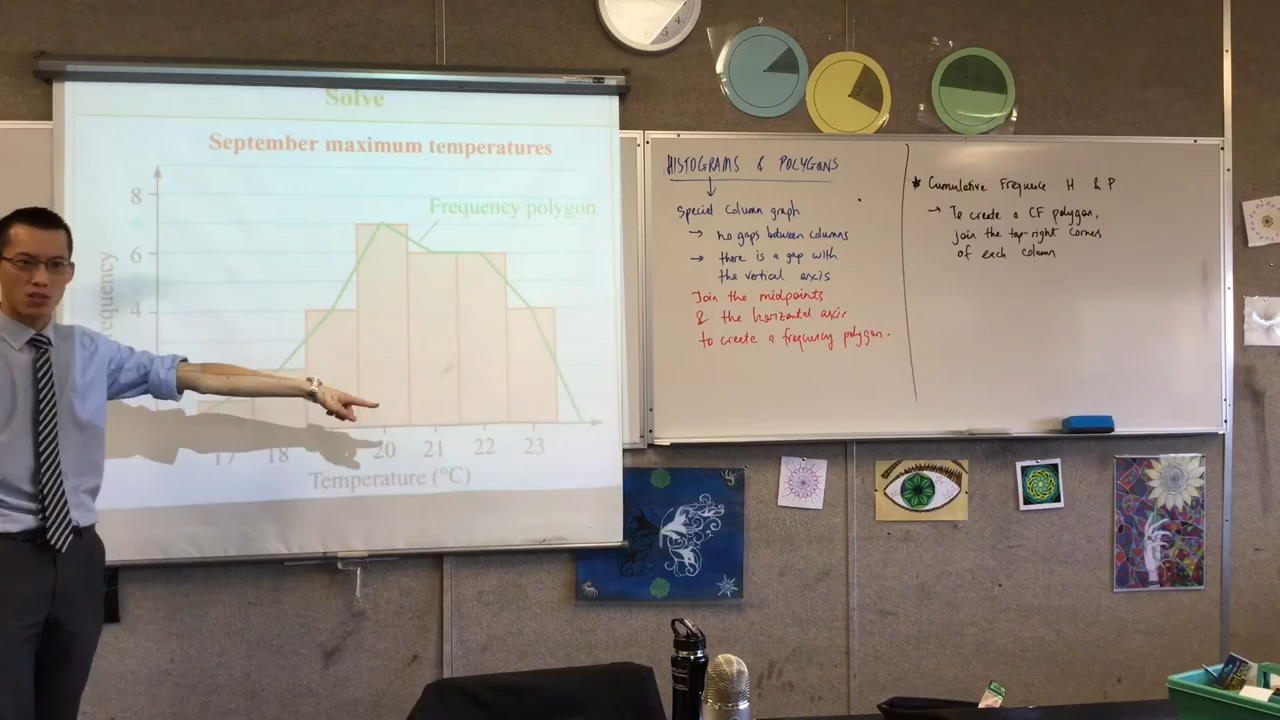 Solve
September maximum temperatures
Frequency polygon
8
6
4
equency
17 18 20 21 22 23
Temperature (°C)
HISTOGRAMS & POLYGONS
Special Column graph
→ no gaps between columns
→ there is a gap with
the vertical axis
Join the midpoints
& the horizontal axis
to create a frequency polygon.
* Cumulative Frequence H & P
→ To create a CF polygon,
join the top-right corners
of each column